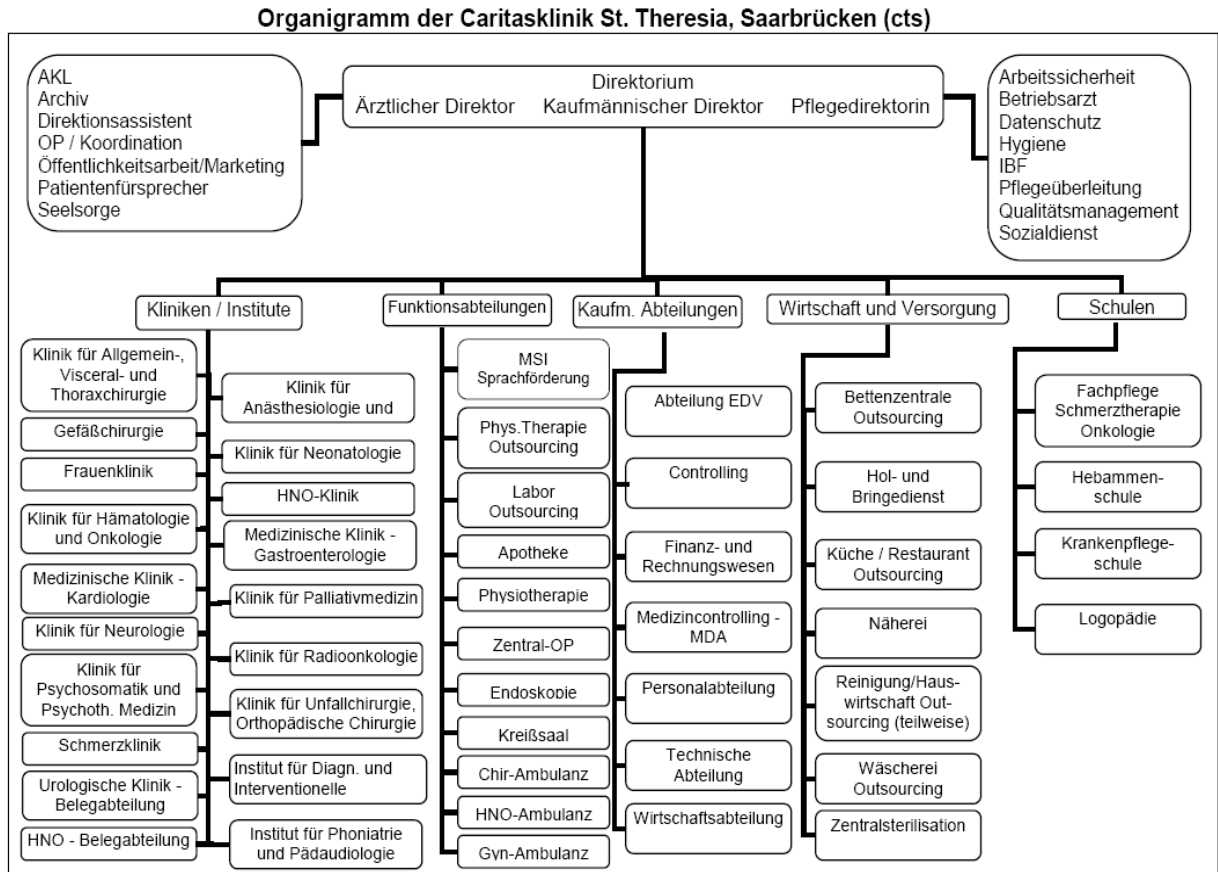 Organigramm der Caritasklinik St. Theresia, Saarbrücken (cts)
AKL
Archiv
Direktionsassistent
OP / Koordination
Öffentlichkeitsarbeit/Marketing
Patientenfürsprecher
Seelsorge
Direktorium
Ärztlicher Direktor Kaufmännischer Direktor Pflegedirektorin
Arbeitssicherheit
Betriebsarzt
Datenschutz
Hygiene
IBF
Pflegeüberleitung
Qualitätsmanagement
Sozialdienst
Kliniken / Institute
Klinik für Allgemein-,
Visceral- und
Thoraxchirurgie
Gefäßchirurgie
Frauenklinik
Klinik für Hämatologie
und Onkologie
Medizinische Klinik -
Kardiologie
Klinik für Neurologie
Klinik für
Psychosomatik und
Psychoth. Medizin
Schmerzklinik
Urologische Klinik -
Belegabteilung
HNO - Belegabteilung
Klinik für
Anästhesiologie und
Klinik für Neonatologie
HNO-Klinik
Medizinische Klinik -
Gastroenterologie
Klinik für Palliativmedizin
Klinik für Radioonkologie
Klinik für Unfallchirurgie,
Orthopädische Chirurgie
Institut für Diagn. und
Interventionelle
Institut für Phoniatrie
und Pädaudiologie
Funktionsabteilungen
MSI
Sprachförderung
Phys.Therapie
Outsourcing
Labor
Outsourcing
Apotheke
Physiotherapie
Zentral-OP
Endoskopie
Kreißsaal
Chir-Ambulanz
HNO-Ambulanz
Gyn-Ambulanz
Kaufm. Abteilungen
Abteilung EDV
Controlling
Finanz- und
Rechnungswesen
Medizincontrolling -
MDA
Personalabteilung
Technische
Abteilung
Wirtschaftsabteilung
Wirtschaft und Versorgung
Bettenzentrale
Outsourcing
Hol- und
Bringedienst
Küche / Restaurant
Outsourcing
Näherei
Reinigung/Haus-
wirtschaft Out-
sourcing (teilweise)
Wäscherei
Outsourcing
Zentralsterilisation
Schulen
Fachpflege
Schmerztherapie
Onkologie
Hebammen-
schule
Krankenpflege-
schule
Logopädie